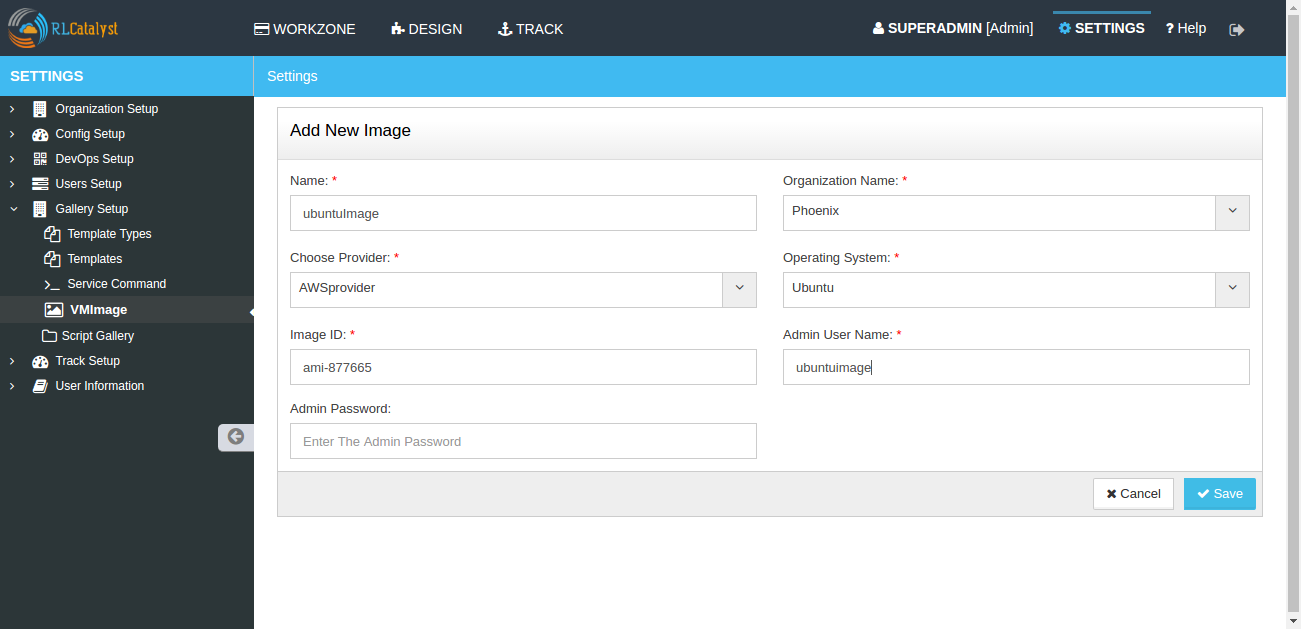 RLCatalyst
WORKZONE DESIGN TRACK
SUPERADMIN [Admin] SETTINGS ? Help
SETTINGS
Settings
Organization Setup
Config Setup
DevOps Setup
Users Setup
Gallery Setup
Template Types
Templates
Service Command
VMImage
Script Gallery
Track Setup
User Information
Add New Image
Name: *
ubuntuImage
Organization Name: *
Phoenix
Choose Provider: *
AWSprovider
Operating System: *
Ubuntu
Image ID: *
ami-877665
Admin User Name: *
ubuntuimage
Admin Password:
Enter The Admin Password
Cancel Save